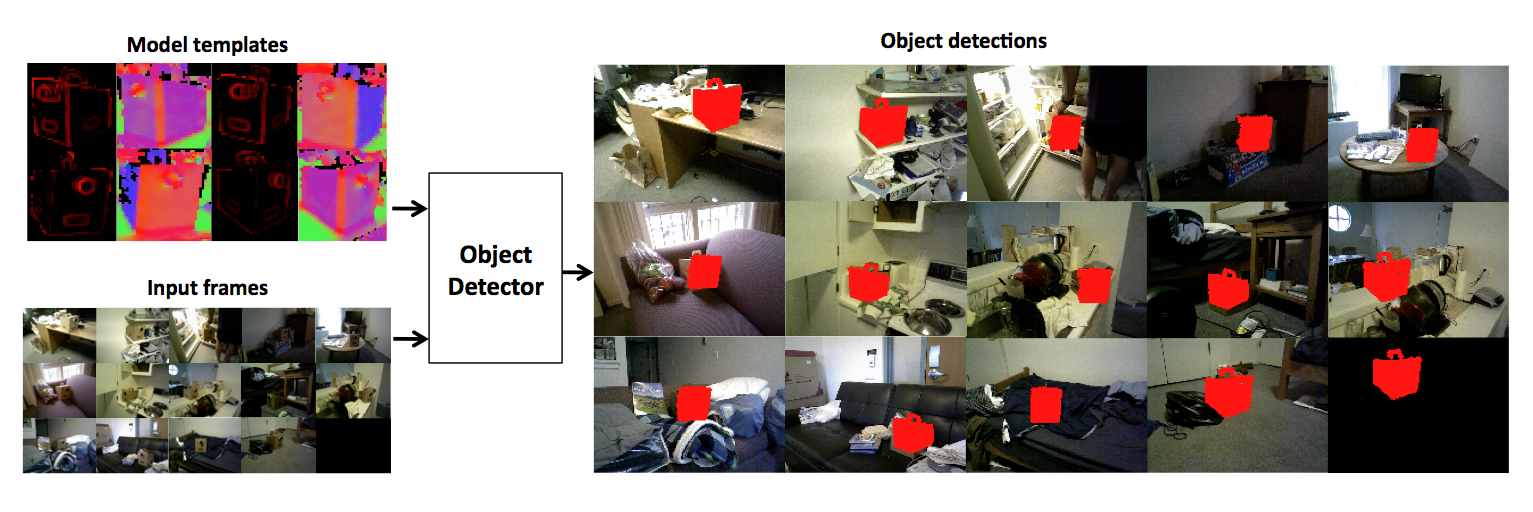 Model templates
Object detections
Object
Detector
Input frames